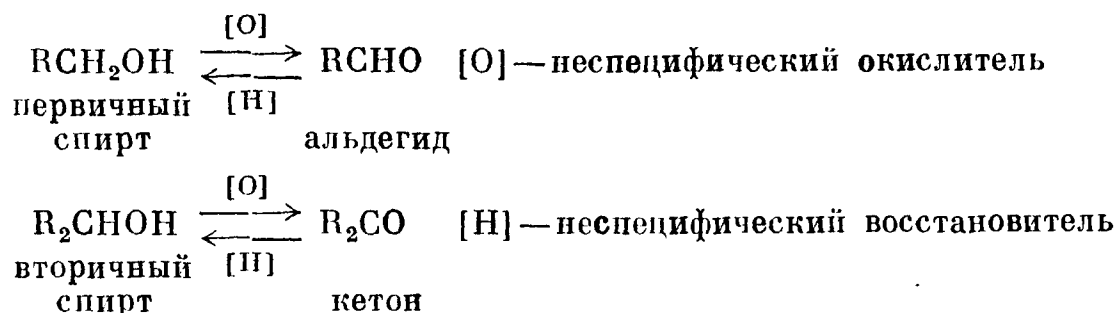 [O]
RCH₂OH ⇄ RCHO [O] — неспецифический окислитель
первичный [H]
спирт альдегид
[O]
R₂CHOH ⇄ R₂CO [H] — неспецифический восстановитель
вторичный [H]
спирт кетон